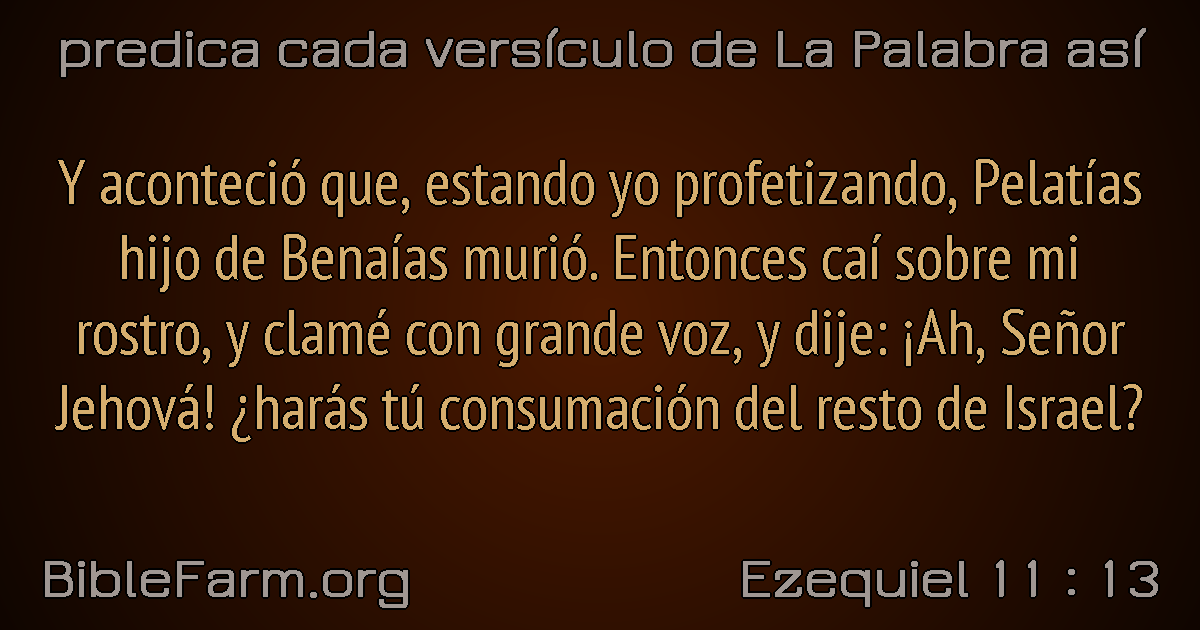 predica cada versículo de La Palabra así
Y aconteció que, estando yo profetizando, Pelatías
hijo de Benaías murió. Entonces caí sobre mi
rostro, y clamé con grande voz, y dije: ¡Ah, Señor
Jehová! ¿harás tú consumación del resto de Israel?
BibleFarm.org
Ezequiel 11 : 13